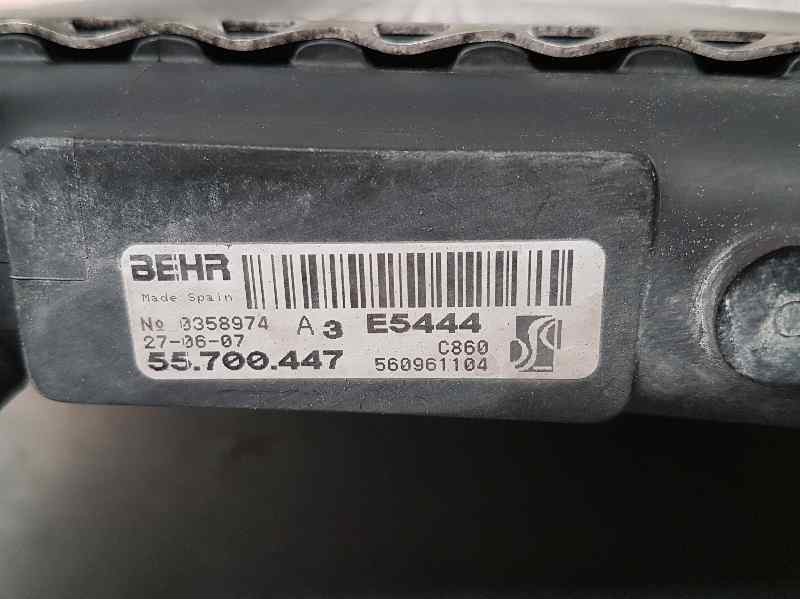 BEHR
Made Spain
№ 0358974 A3 E5444
27-06-07 C860
55.700.447 560961104